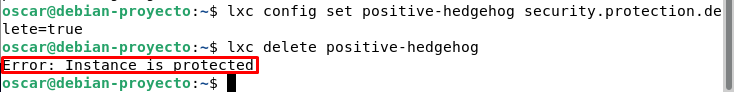 oscar@debian-proyecto:~$ lxc config set positive-hedgehog security.protection.de
lete=true
oscar@debian-proyecto:~$ lxc delete positive-hedgehog
Error: Instance is protected
oscar@debian-proyecto:~$